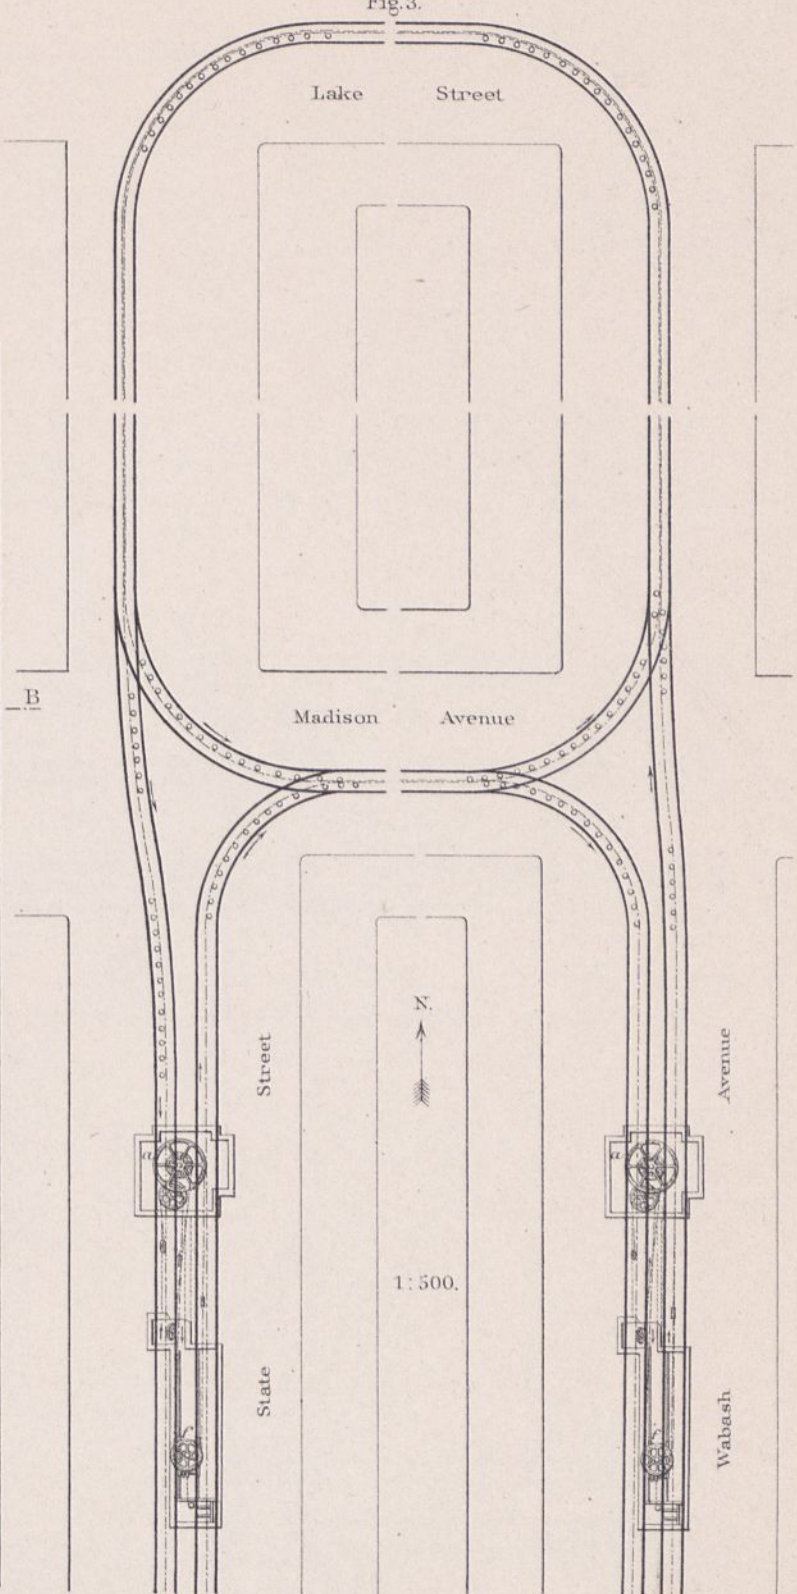 Fig. 3.
Lake Street
B
Madison Avenue
N.
Street
Avenue
a
a
1:500.
State
Wabash